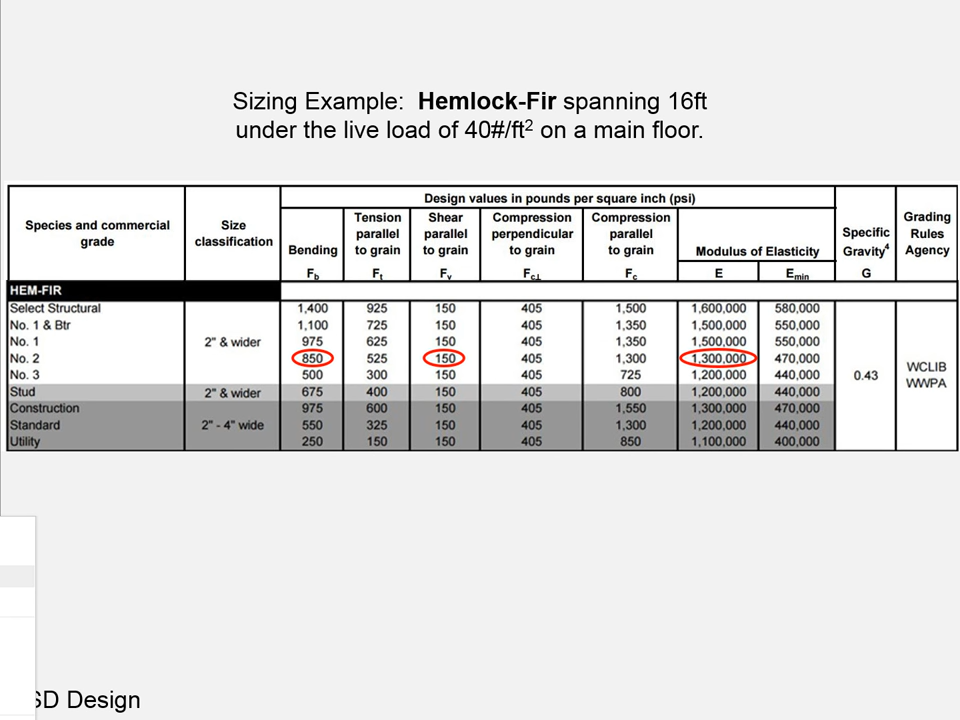 Sizing Example: Hemlock-Fir spanning 16ft
under the live load of 40#/ft² on a main floor.
Species and commercial grade | Size classification | Design values in pounds per square inch (psi) | Specific Gravity⁴ | Grading Rules Agency
Bending | Tension parallel to grain | Shear parallel to grain | Compression perpendicular to grain | Compression parallel to grain | Modulus of Elasticity
Fb | Ft | Fv | Fc⊥ | Fc | E | Emin | G
HEM-FIR
Select Structural | 1,400 | 925 | 150 | 405 | 1,500 | 1,600,000 | 580,000
No. 1 & Btr | 1,100 | 725 | 150 | 405 | 1,350 | 1,500,000 | 550,000
No. 1 | 2" & wider | 975 | 625 | 150 | 405 | 1,350 | 1,500,000 | 550,000
No. 2 | 850 | 525 | 150 | 405 | 1,300 | 1,300,000 | 470,000 | WCLIB
No. 3 | 500 | 300 | 150 | 405 | 725 | 1,200,000 | 440,000 | 0.43 | WWPA
Stud | 2" & wider | 675 | 400 | 150 | 405 | 800 | 1,200,000 | 440,000
Construction | 975 | 600 | 150 | 405 | 1,550 | 1,300,000 | 470,000
Standard | 2" - 4" wide | 550 | 325 | 150 | 405 | 1,300 | 1,200,000 | 440,000
Utility | 250 | 150 | 150 | 405 | 850 | 1,100,000 | 400,000
SD Design